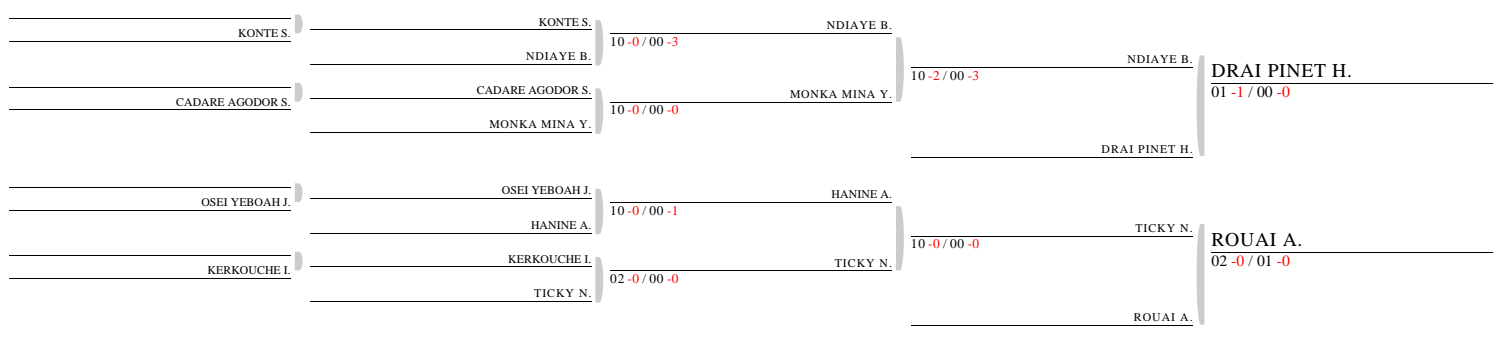 KONTE S.
CADARE AGODOR S.
OSEI YEBOAH J.
KERKOUCHE I.
KONTE S.
NDIAYE B.
CADARE AGODOR S.
MONKA MINA Y.
OSEI YEBOAH J.
HANINE A.
KERKOUCHE I.
TICKY N.
NDIAYE B.
10 -0 / 00 -3
MONKA MINA Y.
10 -0 / 00 -0
HANINE A.
10 -0 / 00 -1
TICKY N.
02 -0 / 00 -0
NDIAYE B.
10 -2 / 00 -3
DRAI PINET H.
TICKY N.
10 -0 / 00 -0
ROUAI A.
DRAI PINET H.
01 -1 / 00 -0
ROUAI A.
02 -0 / 01 -0